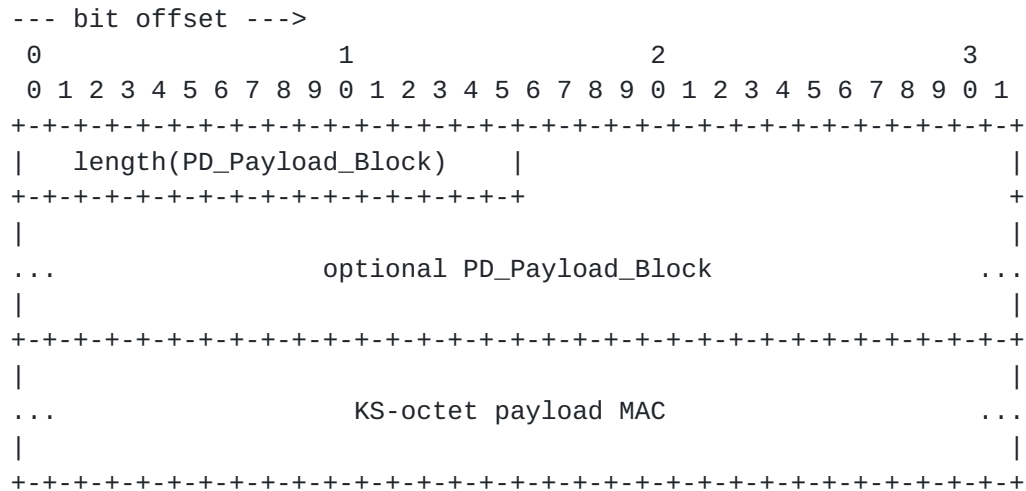 --- bit offset --->
 0                   1                   2                   3
 0 1 2 3 4 5 6 7 8 9 0 1 2 3 4 5 6 7 8 9 0 1 2 3 4 5 6 7 8 9 0 1
+-+-+-+-+-+-+-+-+-+-+-+-+-+-+-+-+-+-+-+-+-+-+-+-+-+-+-+-+-+-+-+-+
|   length(PD_Payload_Block)    |                               |
+-+-+-+-+-+-+-+-+-+-+-+-+-+-+-+-+                               +
|                                                               |
...                 optional PD_Payload_Block                 ...
|                                                               |
+-+-+-+-+-+-+-+-+-+-+-+-+-+-+-+-+-+-+-+-+-+-+-+-+-+-+-+-+-+-+-+-+
|                                                               |
...                   KS-octet payload MAC                    ...
|                                                               |
+-+-+-+-+-+-+-+-+-+-+-+-+-+-+-+-+-+-+-+-+-+-+-+-+-+-+-+-+-+-+-+-+